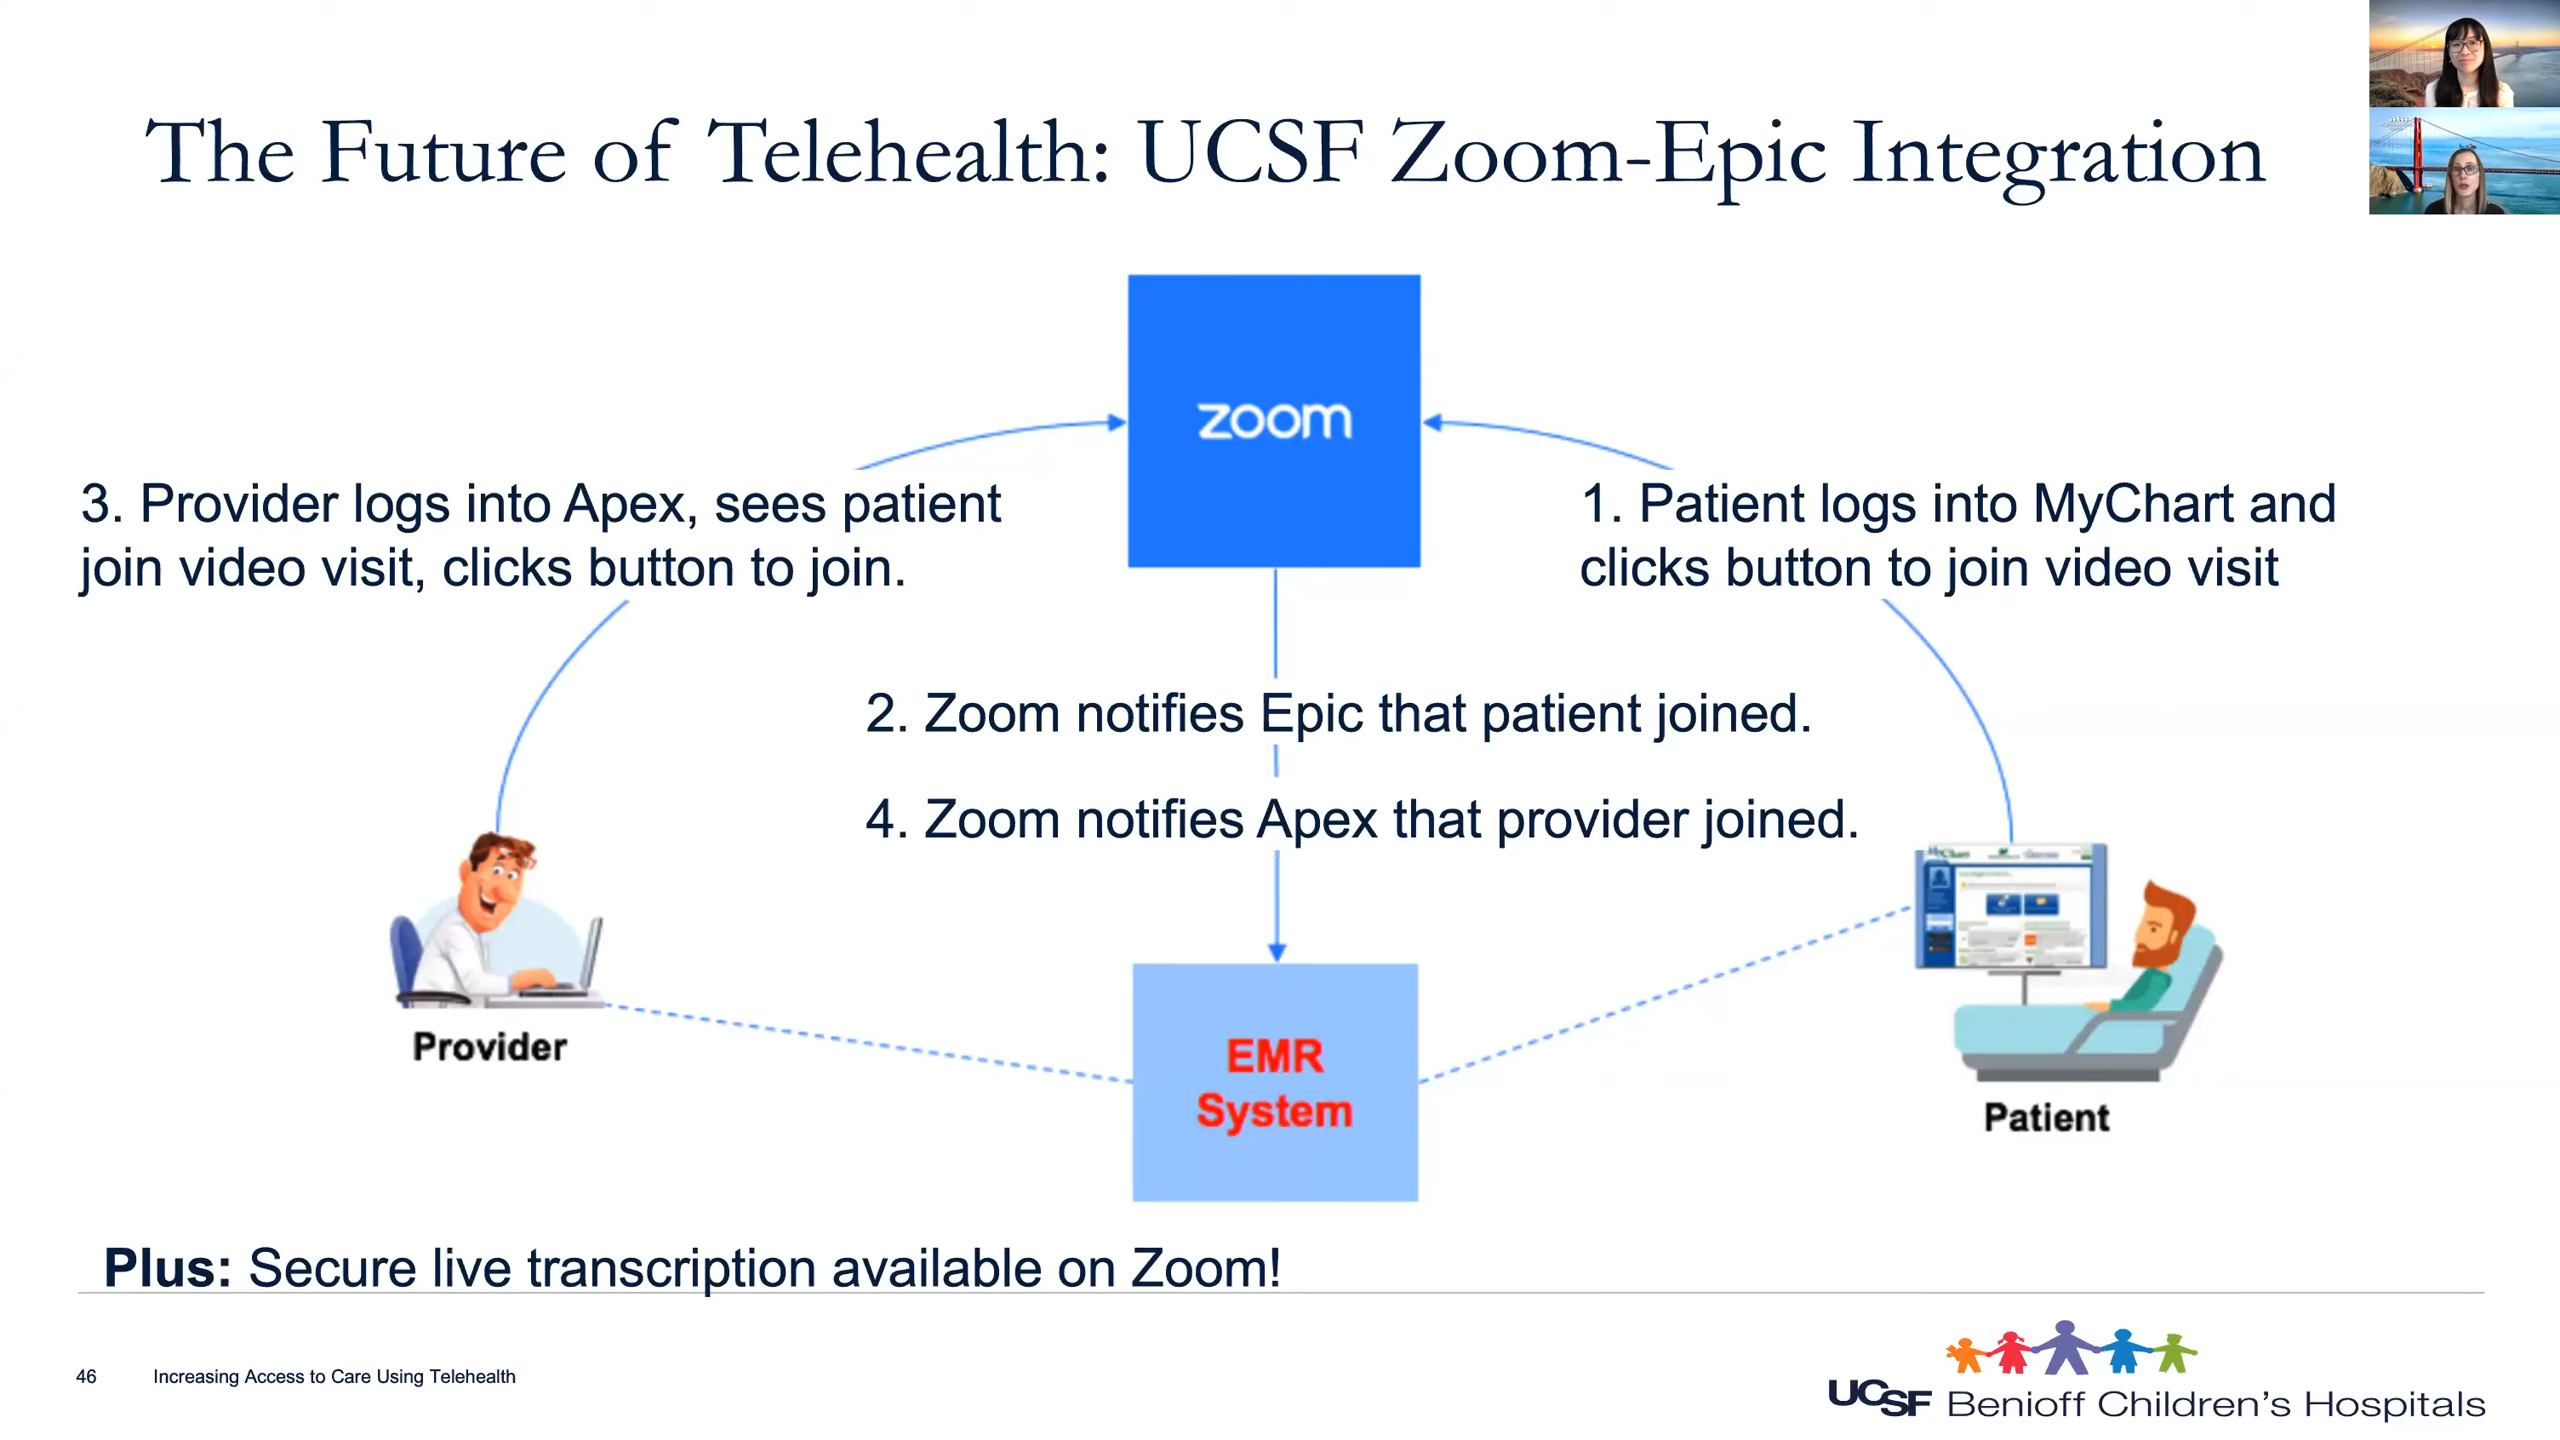 The Future of Telehealth: UCSF Zoom-Epic Integration
zoom
3. Provider logs into Apex, sees patient
join video visit, clicks button to join.
1. Patient logs into MyChart and
clicks button to join video visit
2. Zoom notifies Epic that patient joined.
4. Zoom notifies Apex that provider joined.
Provider
EMR
System
Patient
Plus: Secure live transcription available on Zoom!
46
Increasing Access to Care Using Telehealth
UCSF Benioff Children's Hospitals